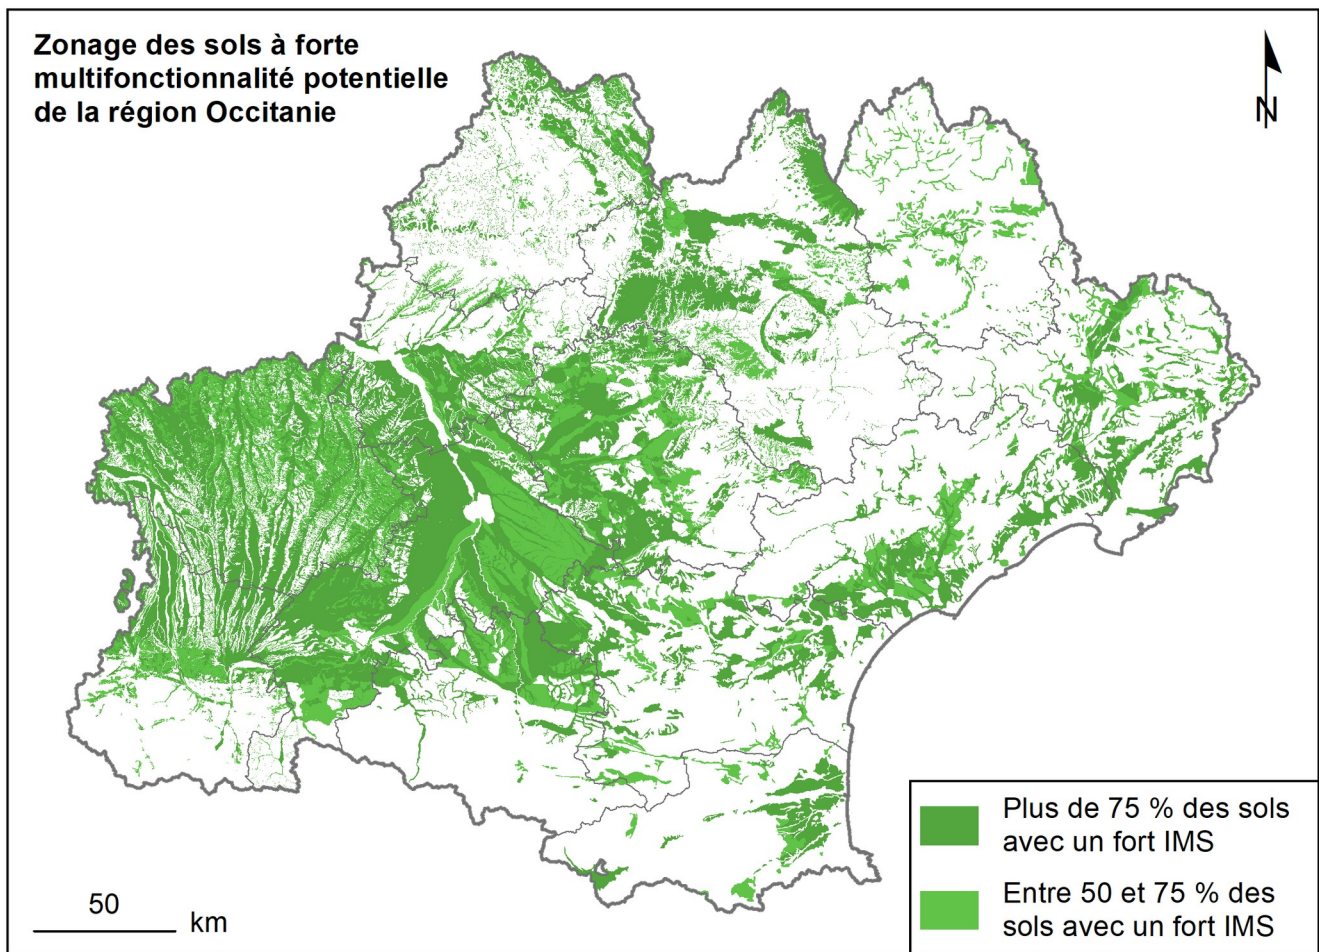 Zonage des sols à forte
multifonctionnalité potentielle
de la région Occitanie
N
Plus de 75 % des sols
avec un fort IMS
Entre 50 et 75 % des
sols avec un fort IMS
50
km